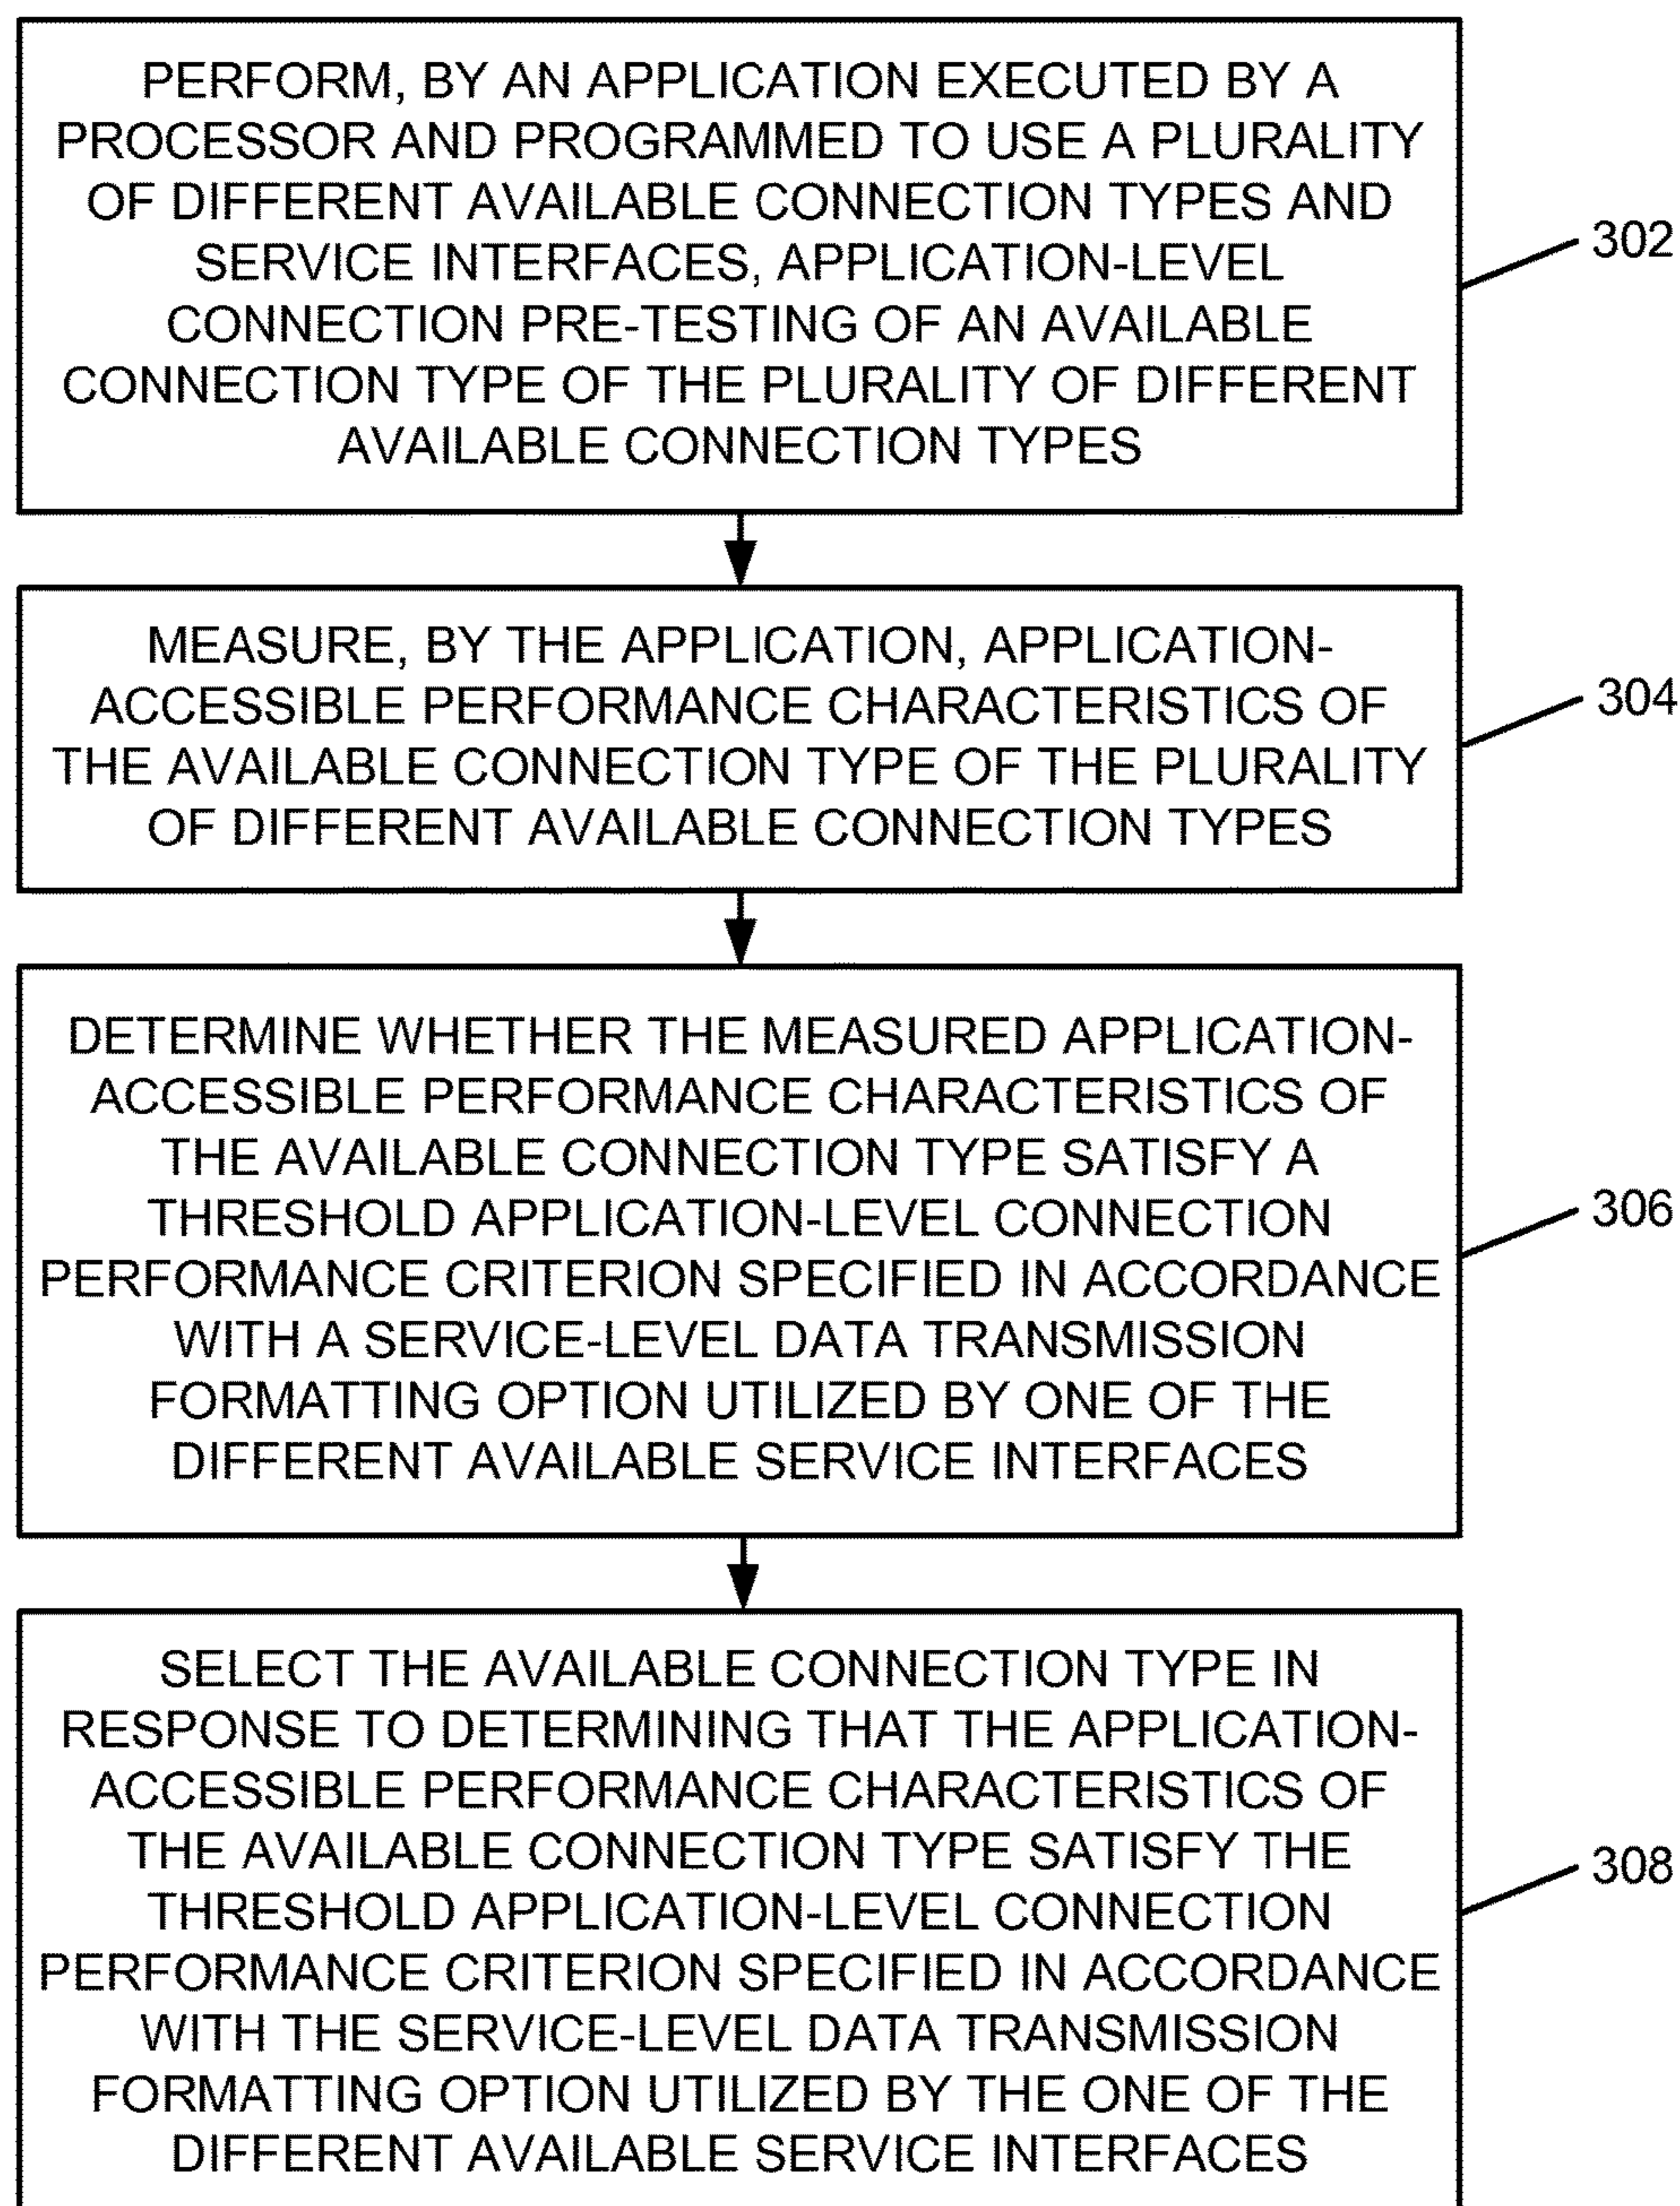 PERFORM, BY AN APPLICATION EXECUTED BY A
PROCESSOR AND PROGRAMMED TO USE A PLURALITY
OF DIFFERENT AVAILABLE CONNECTION TYPES AND
SERVICE INTERFACES, APPLICATION-LEVEL
CONNECTION PRE-TESTING OF AN AVAILABLE
CONNECTION TYPE OF THE PLURALITY OF DIFFERENT
AVAILABLE CONNECTION TYPES
302
MEASURE, BY THE APPLICATION, APPLICATION-
ACCESSIBLE PERFORMANCE CHARACTERISTICS OF
THE AVAILABLE CONNECTION TYPE OF THE PLURALITY
OF DIFFERENT AVAILABLE CONNECTION TYPES
304
DETERMINE WHETHER THE MEASURED APPLICATION-
ACCESSIBLE PERFORMANCE CHARACTERISTICS OF
THE AVAILABLE CONNECTION TYPE SATISFY A
THRESHOLD APPLICATION-LEVEL CONNECTION
PERFORMANCE CRITERION SPECIFIED IN ACCORDANCE
WITH A SERVICE-LEVEL DATA TRANSMISSION
FORMATTING OPTION UTILIZED BY ONE OF THE
DIFFERENT AVAILABLE SERVICE INTERFACES
306
SELECT THE AVAILABLE CONNECTION TYPE IN
RESPONSE TO DETERMINING THAT THE APPLICATION-
ACCESSIBLE PERFORMANCE CHARACTERISTICS OF
THE AVAILABLE CONNECTION TYPE SATISFY THE
THRESHOLD APPLICATION-LEVEL CONNECTION
PERFORMANCE CRITERION SPECIFIED IN ACCORDANCE
WITH THE SERVICE-LEVEL DATA TRANSMISSION
FORMATTING OPTION UTILIZED BY THE ONE OF THE
DIFFERENT AVAILABLE SERVICE INTERFACES
308